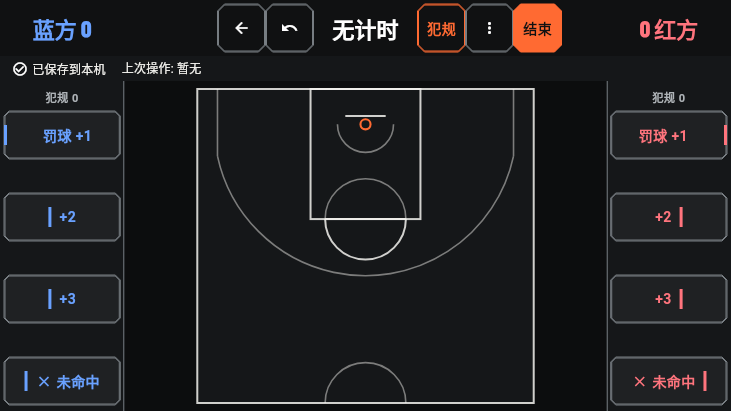 蓝方 0
无计时
犯规
结束
0 红方
已保存到本机
上次操作: 暂无
犯规 0
罚球 +1
+2
+3
× 未命中
犯规 0
罚球 +1
+2
+3
× 未命中